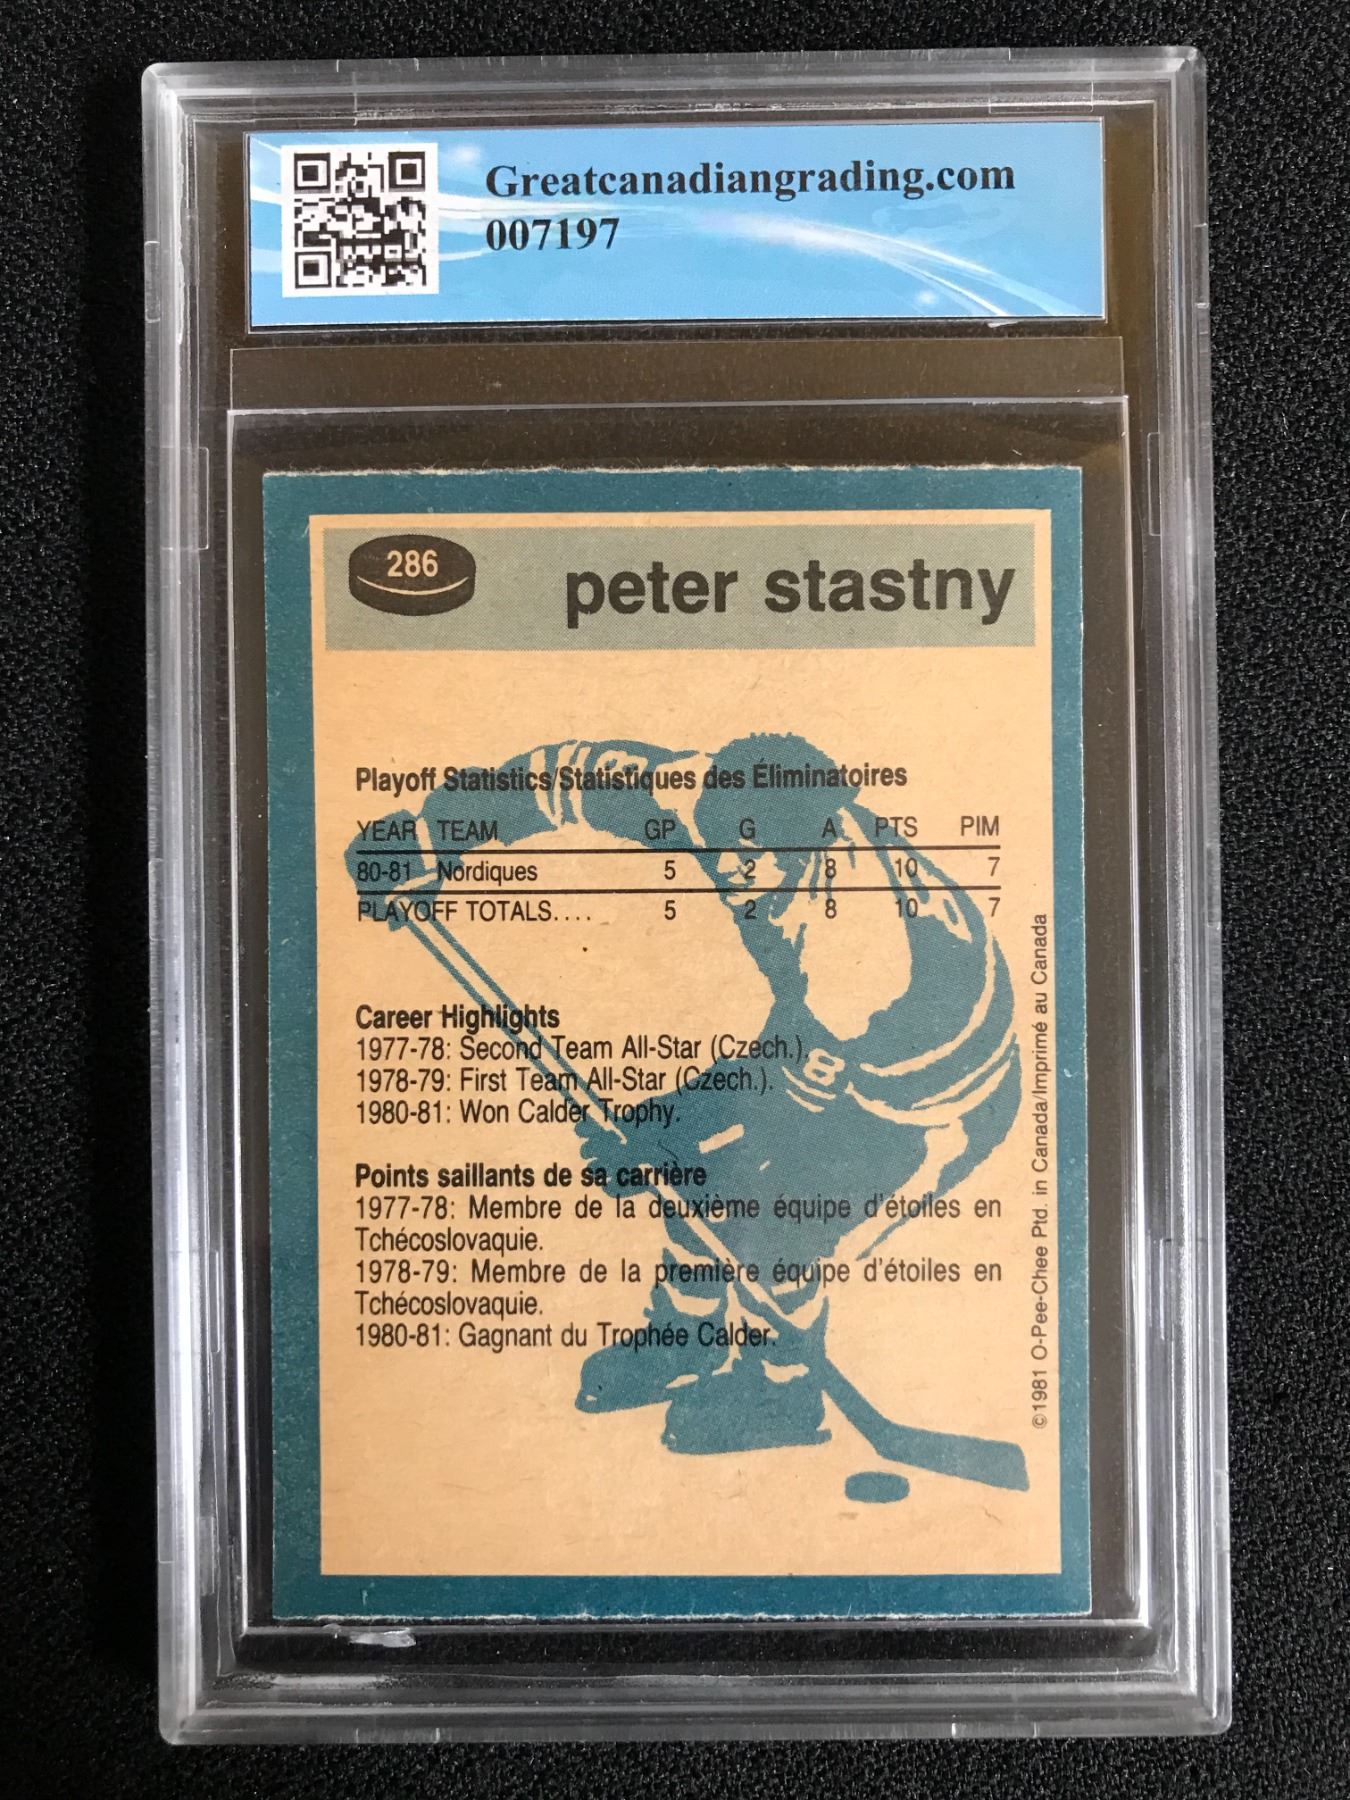 Greatcanadiangrading.com
007197
286
peter stastny
Playoff Statistics/Statistiques des Éliminatoires
YEAR TEAM GP G A PTS PIM
80-81 Nordiques 5 2 8 10 7
PLAYOFF TOTALS.... 5 2 8 10 7
Career Highlights
1977-78: Second Team All-Star (Czech.).
1978-79: First Team All-Star (Czech.).
1980-81: Won Calder Trophy.
Points saillants de sa carrière
1977-78: Membre de la deuxième équipe d'étoiles en
Tchécoslovaquie.
1978-79: Membre de la première équipe d'étoiles en
Tchécoslovaquie.
1980-81: Gagnant du Trophée Calder.
©1981 O-Pee-Chee Ptd. in Canada/Imprimé au Canada
8